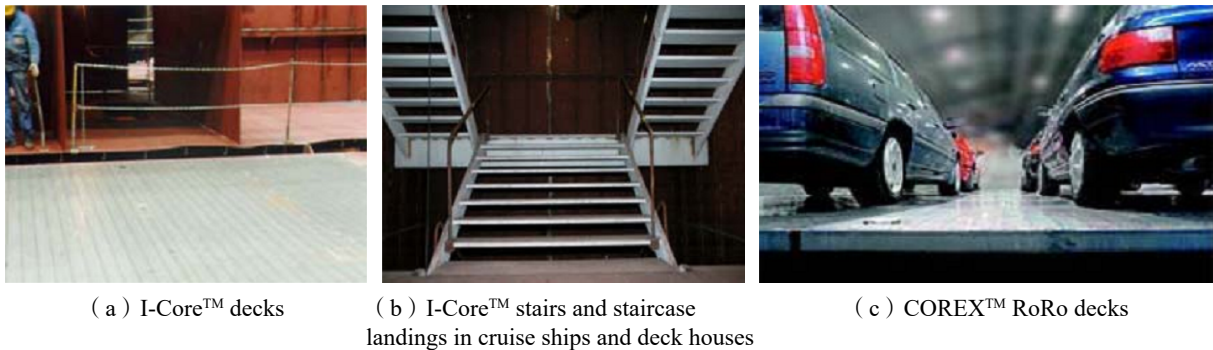 （a）I-Core™ decks
（b）I-Core™ stairs and staircase
landings in cruise ships and deck houses
（c）COREX™ RoRo decks